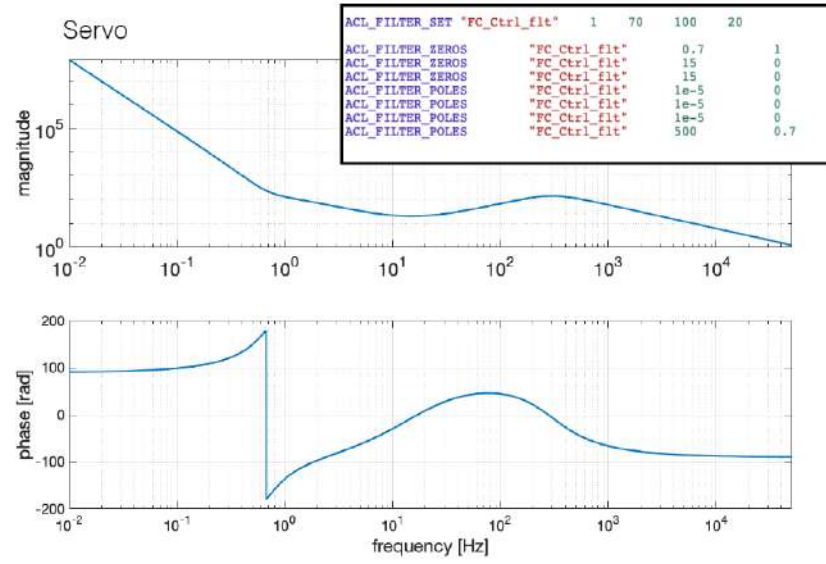 Servo
ACL_FILTER_SET "FC_Ctrl_flt" 1 70 100 20
ACL_FILTER_ZEROS "FC_Ctrl_flt" 0.7 1
ACL_FILTER_ZEROS "FC_Ctrl_flt" 15 0
ACL_FILTER_ZEROS "FC_Ctrl_flt" 15 0
ACL_FILTER_POLES "FC_Ctrl_flt" 1e-5 0
ACL_FILTER_POLES "FC_Ctrl_flt" 1e-5 0
ACL_FILTER_POLES "FC_Ctrl_flt" 1e-5 0
ACL_FILTER_POLES "FC_Ctrl_flt" 500 0.7
magnitude
10^5
10^0
10^-2 10^-1 10^0 10^1 10^2 10^3 10^4
phase [rad]
200
100
0
-100
-200
10^-2 10^-1 10^0 10^1 10^2 10^3 10^4
frequency [Hz]